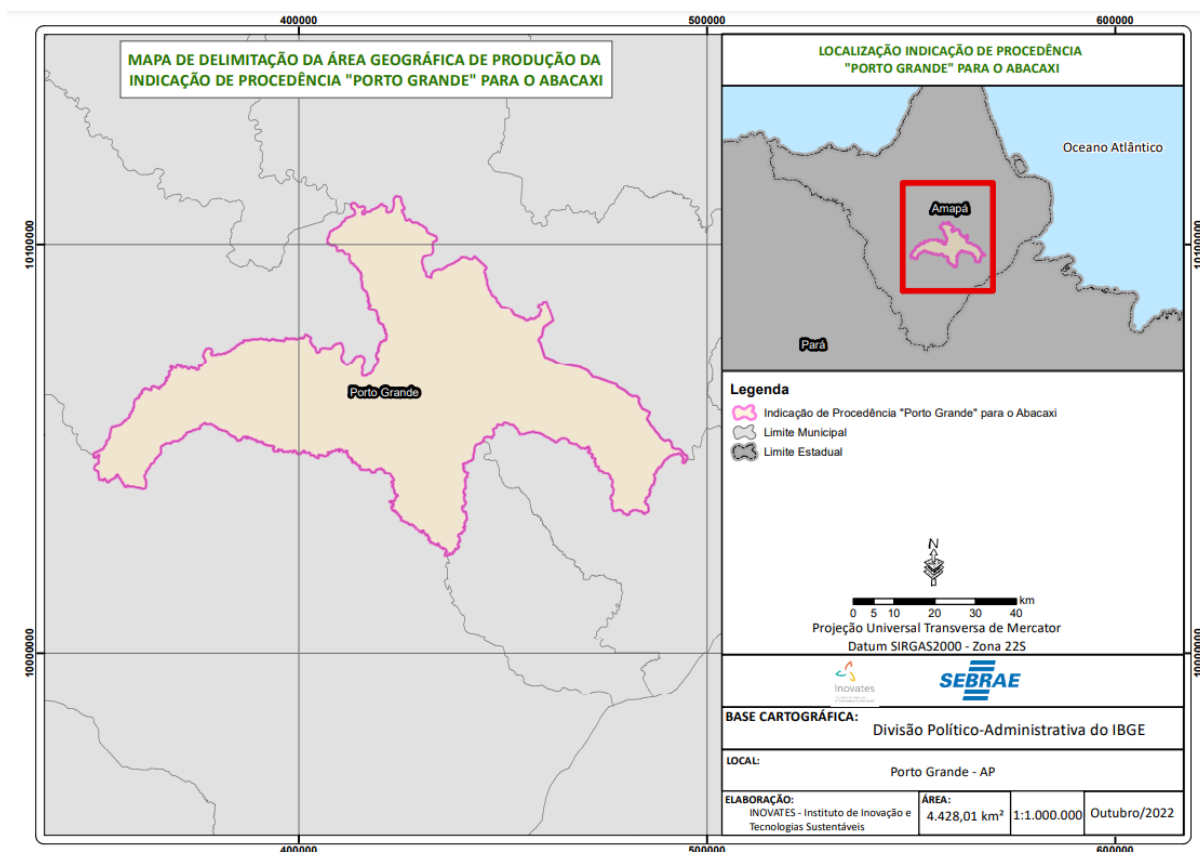 400000
500000
600000
MAPA DE DELIMITAÇÃO DA ÁREA GEOGRÁFICA DE PRODUÇÃO DA
INDICAÇÃO DE PROCEDÊNCIA "PORTO GRANDE" PARA O ABACAXI
LOCALIZAÇÃO INDICAÇÃO DE PROCEDÊNCIA
"PORTO GRANDE" PARA O ABACAXI
Oceano Atlântico
Amapá
Pará
10100000
Porto Grande
10000000
Legenda
Indicação de Procedência "Porto Grande" para o Abacaxi
Limite Municipal
Limite Estadual
N
km
0 5 10 20 30 40
Projeção Universal Transversa de Mercator
Datum SIRGAS2000 - Zona 22S
Inovates
SEBRAE
BASE CARTOGRÁFICA:
Divisão Político-Administrativa do IBGE
LOCAL:
Porto Grande - AP
ELABORAÇÃO:
INOVATES - Instituto de Inovação e
Tecnologias Sustentáveis
ÁREA:
4.428,01 km²
1:1.000.000
Outubro/2022
400000
500000
600000